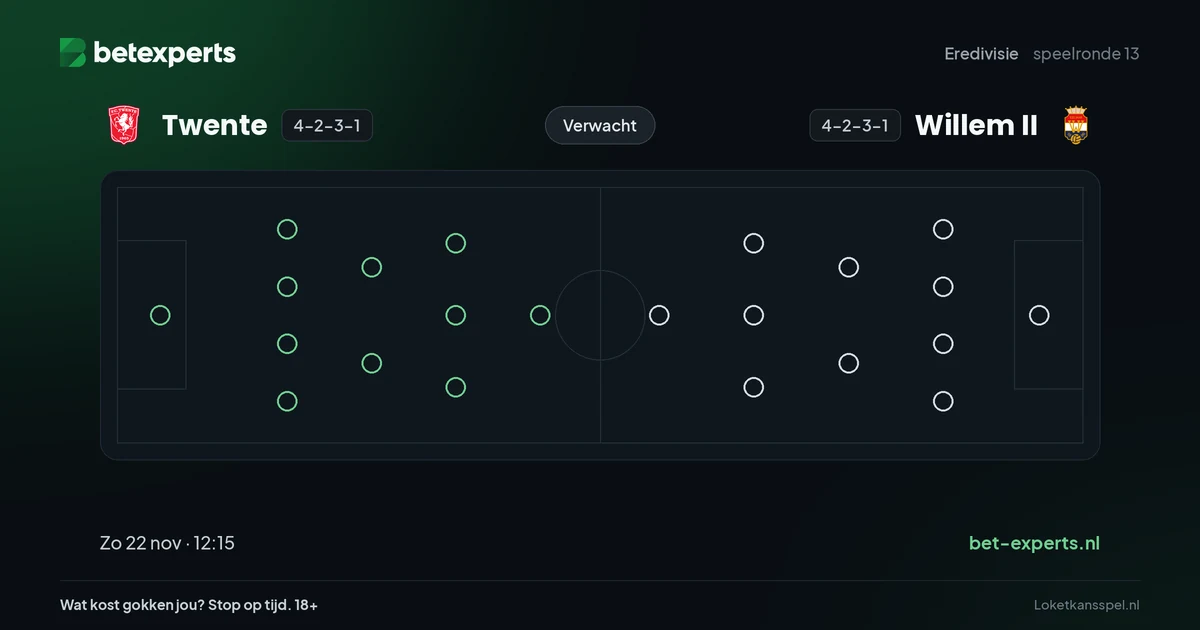 betexperts
Eredivisie speelronde 13
Twente 4-2-3-1 Verwacht 4-2-3-1 Willem II
Zo 22 nov · 12:15
bet-experts.nl
Wat kost gokken jou? Stop op tijd. 18+
Loketkansspel.nl